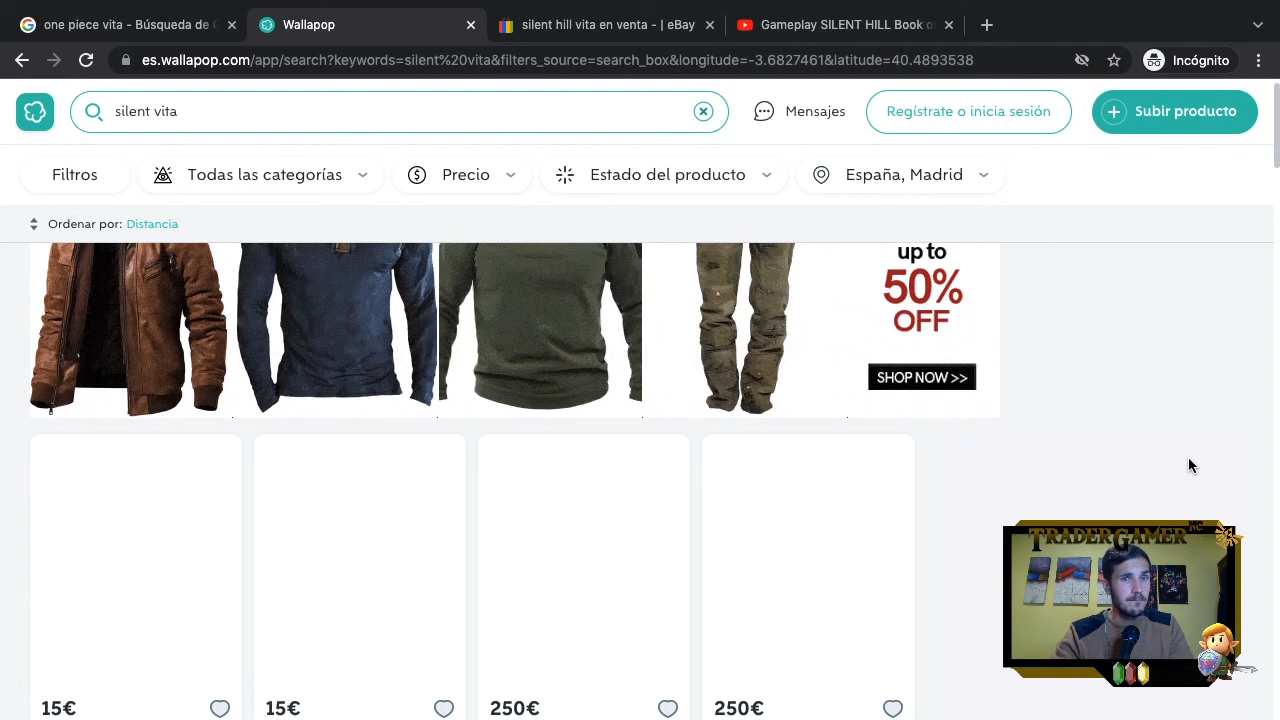 one piece vita - Búsqueda de G
Wallapop
silent hill vita en venta - | eBay
Gameplay SILENT HILL Book o
es.wallapop.com/app/search?keywords=silent%20vita&filters_source=search_box&longitude=-3.6827461&latitude=40.4893538
Incógnito
silent vita
Mensajes
Regístrate o inicia sesión
Subir producto
Filtros
Todas las categorías
Precio
Estado del producto
España, Madrid
Ordenar por: Distancia
up to
50%
OFF
SHOP NOW >>
TRADERGAMER MC
15€
15€
250€
250€